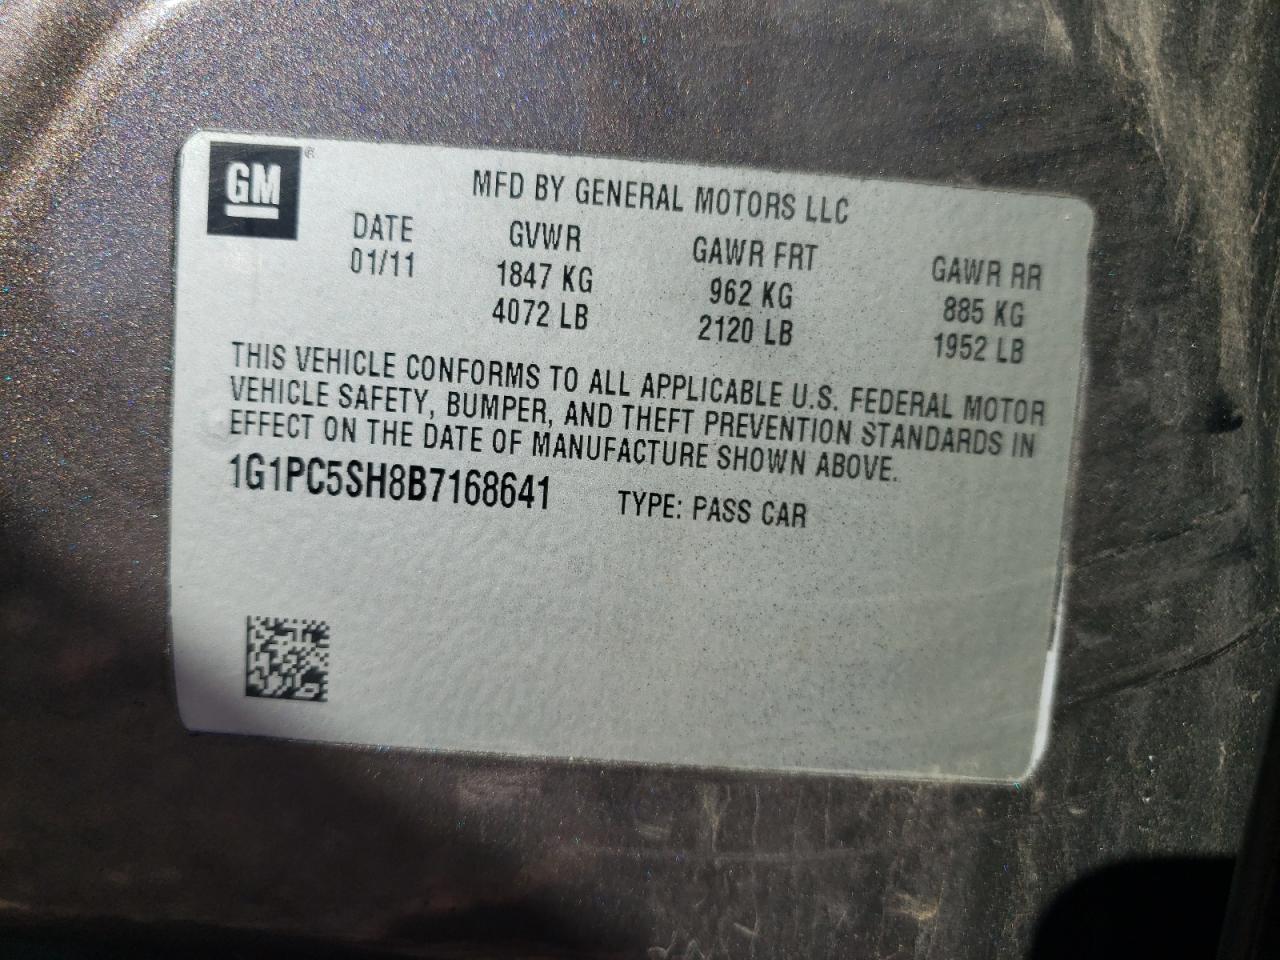 GM ®
MFD BY GENERAL MOTORS LLC
DATE GVWR GAWR FRT GAWR RR
01/11 1847 KG 962 KG 885 KG
4072 LB 2120 LB 1952 LB
THIS VEHICLE CONFORMS TO ALL APPLICABLE U.S. FEDERAL MOTOR
VEHICLE SAFETY, BUMPER, AND THEFT PREVENTION STANDARDS IN
EFFECT ON THE DATE OF MANUFACTURE SHOWN ABOVE.
1G1PC5SH8B7168641 TYPE: PASS CAR